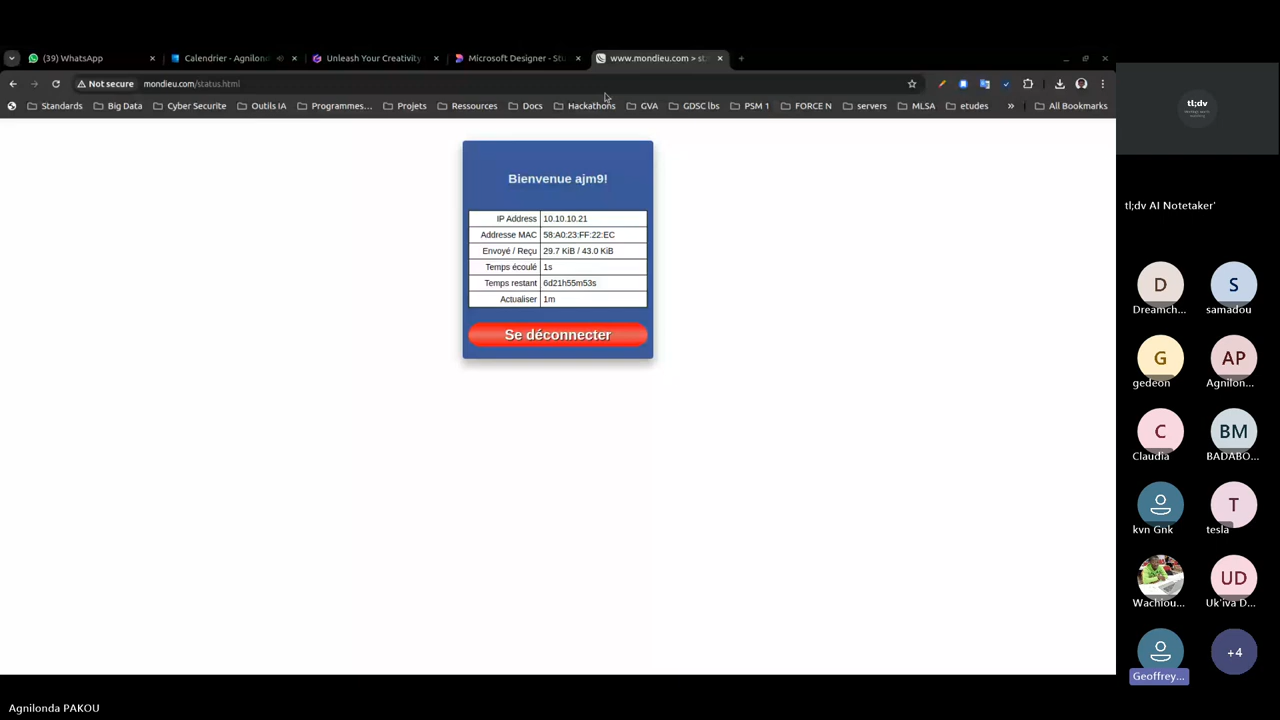 (39) WhatsApp
Calendrier - Agnilond
Unleash Your Creativity
Microsoft Designer - Stu
www.mondieu.com > st
Not secure
mondieu.com/status.html
Standards
Big Data
Cyber Securite
Outils IA
Programmes...
Projets
Ressources
Docs
Hackathons
GVA
GDSC lbs
PSM 1
FORCE N
servers
MLSA
etudes
»
All Bookmarks
Bienvenue ajm9!
IP Address 10.10.10.21
Addresse MAC 58:A0:23:FF:22:EC
Envoyé / Reçu 29.7 KiB / 43.0 KiB
Temps écoulé 1s
Temps restant 6d21h55m53s
Actualiser 1m
Se déconnecter
tl;dv
tl;dv AI Notetaker'
D
Dreamch...
S
samadou
G
gedeon
AP
Agnilon...
C
Claudia
BM
BADABO...
kvn Gnk
T
tesla
Wachiou...
UD
Uk'iva D...
Geoffrey...
+4
Agnilonda PAKOU